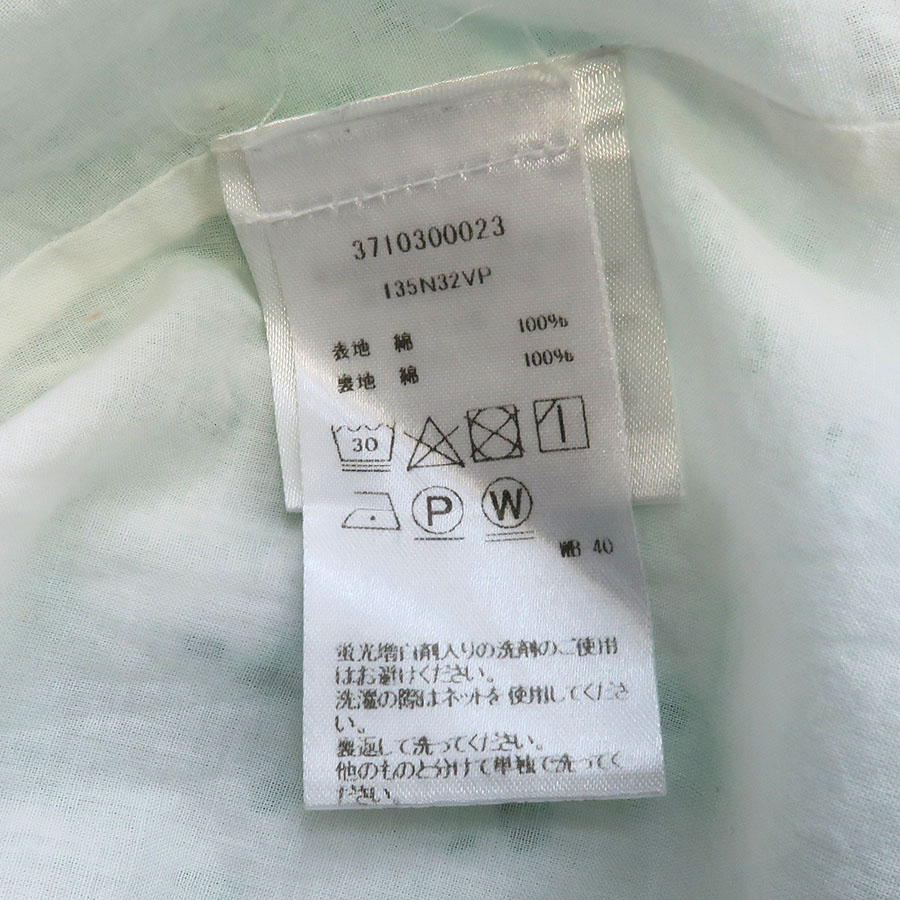 3710300023
135N32VP
表地 綿 100%
裏地 綿 100%
30
P W
WB 40
蛍光増白剤入りの洗剤のご使用
はお避けください。
洗濯の際はネットを使用してくださ
い。
裏返して洗ってください。
他のものと分けて単独で洗ってく
ださい。